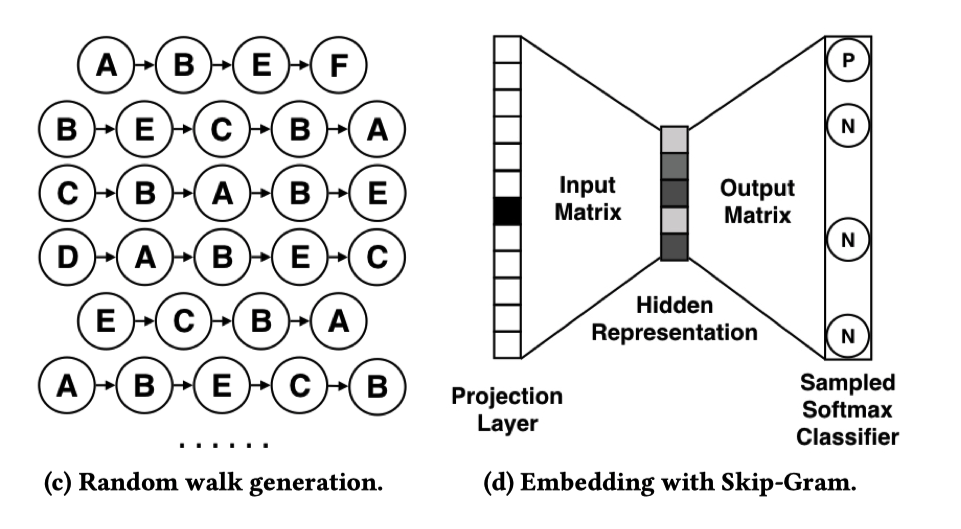 A B E F
B E C B A
C B A B E
D A B E C
E C B A
A B E C B
. . . . . .
(c) Random walk generation.
P
N
N
N
Input
Matrix
Output
Matrix
Hidden
Representation
Projection
Layer
Sampled
Softmax
Classifier
(d) Embedding with Skip-Gram.